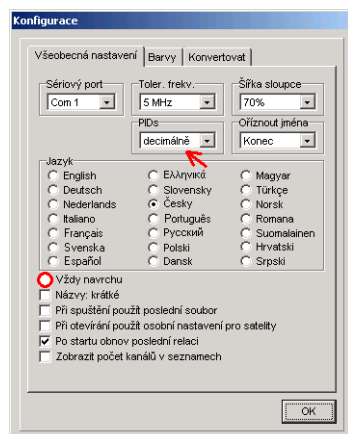 Konfigurace
Všeobecná nastavení Barvy Konvertovat
Sériový port Toler. frekv. Šířka sloupce
Com 1 5 MHz 70%
PIDs Oříznout jména
decimálně Konec
Jazyk
English Ελληνικά Magyar
Deutsch Slovensky Türkçe
Nederlands Česky Norsk
Italiano Português Romana
Français Русский Suomalainen
Svenska Polski Hrvatski
Español Dansk Srpski
Vždy navrchu
Názvy: krátké
Při spuštění použít poslední soubor
Při otevírání použít osobní nastavení pro satelity
Po startu obnov poslední relaci
Zobrazit počet kanálů v seznamech
OK